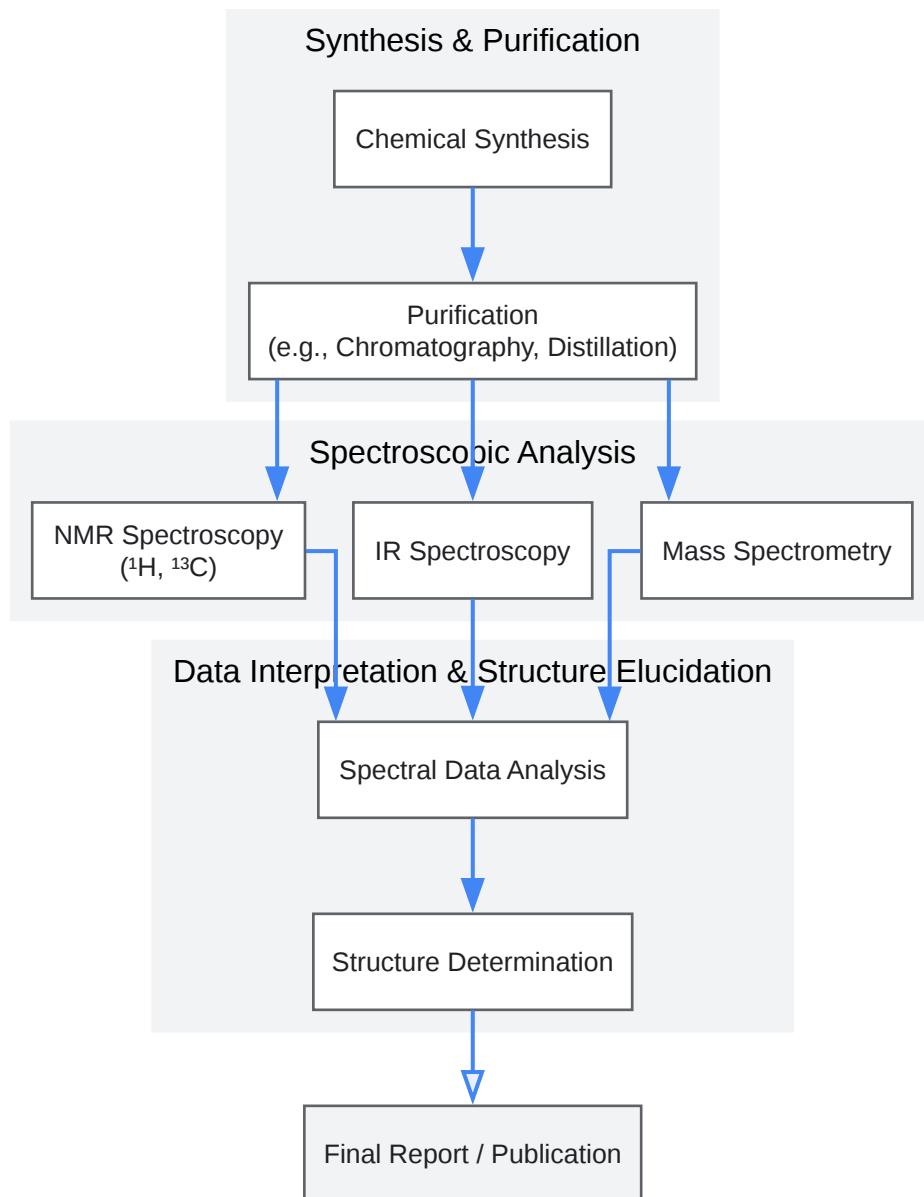 Synthesis & Purification
Chemical Synthesis
Purification
(e.g., Chromatography, Distillation)
Spectroscopic Analysis
NMR Spectroscopy
(¹H, ¹³C)
IR Spectroscopy
Mass Spectrometry
Data Interpretation & Structure Elucidation
Spectral Data Analysis
Structure Determination
Final Report / Publication